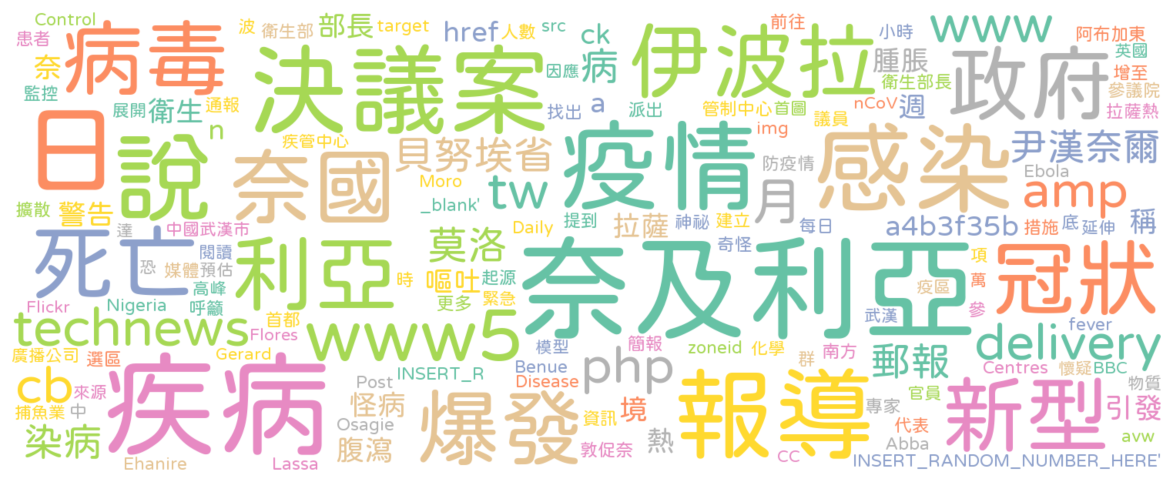 Control
波
衛生部
部長
target
href
人數
src
ck
前往
小時
www
阿布加東
患者
病毒
奈
決議案
因應
病
伊波拉
腫脹
衛生部長
政府
英國
增至
參議院
監控
展開
衛生
通報
n
找出
a
派出
管制中心
首圖
議員
nCoV
週
拉薩熱
日
說
疾管中心
奈國
貝努埃省
疫情
img
防疫情
感染
尹漢奈爾
Ebola
擴散
警告
Moro
_blank'
tw
月
amp
中國武漢市
達
提到
拉薩
神祕
建立
每日
a4b3f35b
措施
底
延伸
稱
死亡
閱讀
恐
媒體
預估
利亞
莫洛
Daily
奇怪
時
嘔吐
起源
奈及利亞
項
疫區
萬
冠狀
高峰
Flickr
Nigeria
呼籲
更多
緊急
參
武漢
technews
首都
Flores
www5
簡報
zoneid
化學
群
南方
郵報
fever
delivery
廣播公司
選區
Gerard
模型
INSERT_R
Benue
php
Centres
懷疑
BBC
cb
來源
疾病
Post
Disease
怪病
爆發
資訊
境
報導
官員
專家
新型
物質
引發
捕魚業
中
染病
Osagie
腹瀉
熱
代表
Abba
avw
Ehanire
Lassa
敦促奈
CC
INSERT_RANDOM_NUMBER_HERE'